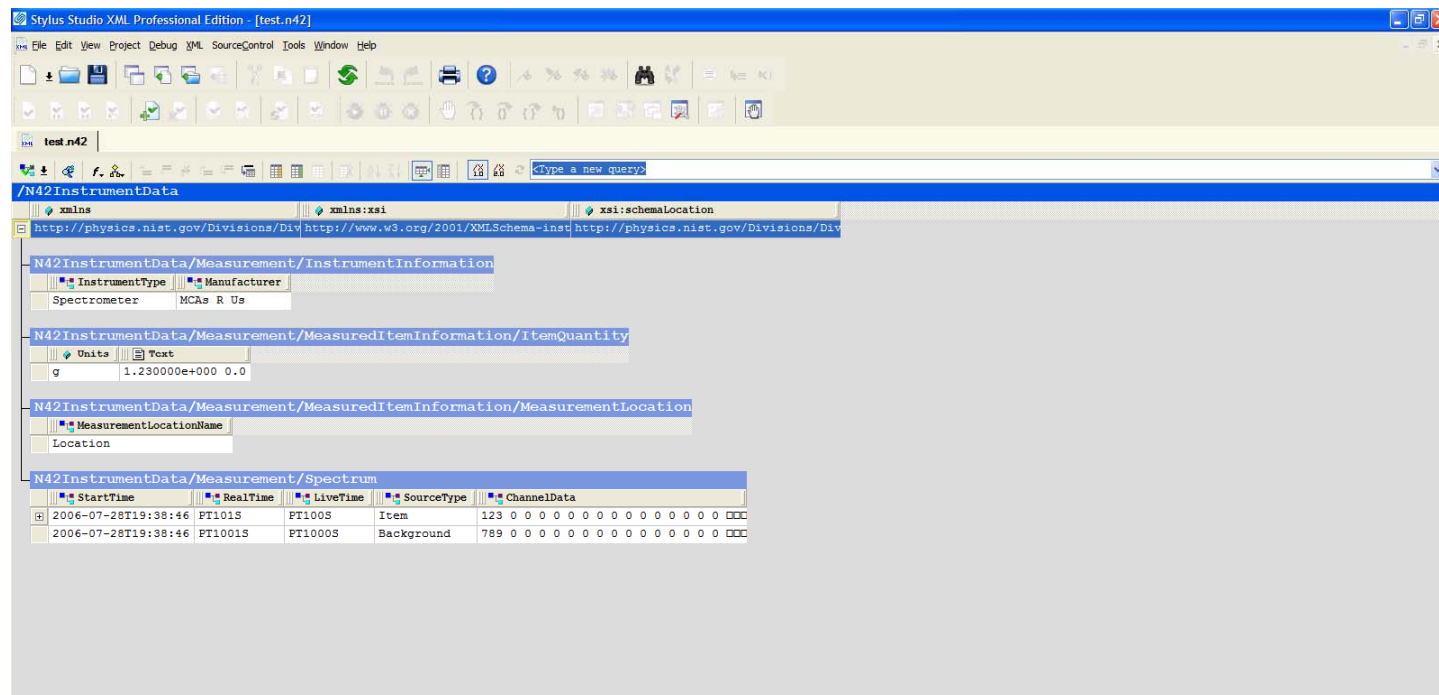 Stylus Studio XML Professional Edition - [test.n42]
File Edit View Project Debug XML SourceControl Tools Window Help
test.n42
<Type a new query>
/N42InstrumentData
xmlns xmlns:xsi xsi:schemaLocation
http://physics.nist.gov/Divisions/Div http://www.w3.org/2001/XMLSchema-inst http://physics.nist.gov/Divisions/Div
N42InstrumentData/Measurement/InstrumentInformation
InstrumentType Manufacturer
Spectrometer MCAs R Us
N42InstrumentData/Measurement/MeasuredItemInformation/ItemQuantity
Units Text
g 1.230000e+000 0.0
N42InstrumentData/Measurement/MeasuredItemInformation/MeasurementLocation
MeasurementLocationName
Location
N42InstrumentData/Measurement/Spectrum
StartTime RealTime LiveTime SourceType ChannelData
2006-07-28T19:38:46 PT101S PT100S Item 123 0 0 0 0 0 0 0 0 0 0 0 0 0 0 0 □□□
2006-07-28T19:38:46 PT1001S PT1000S Background 789 0 0 0 0 0 0 0 0 0 0 0 0 0 0 0 □□□